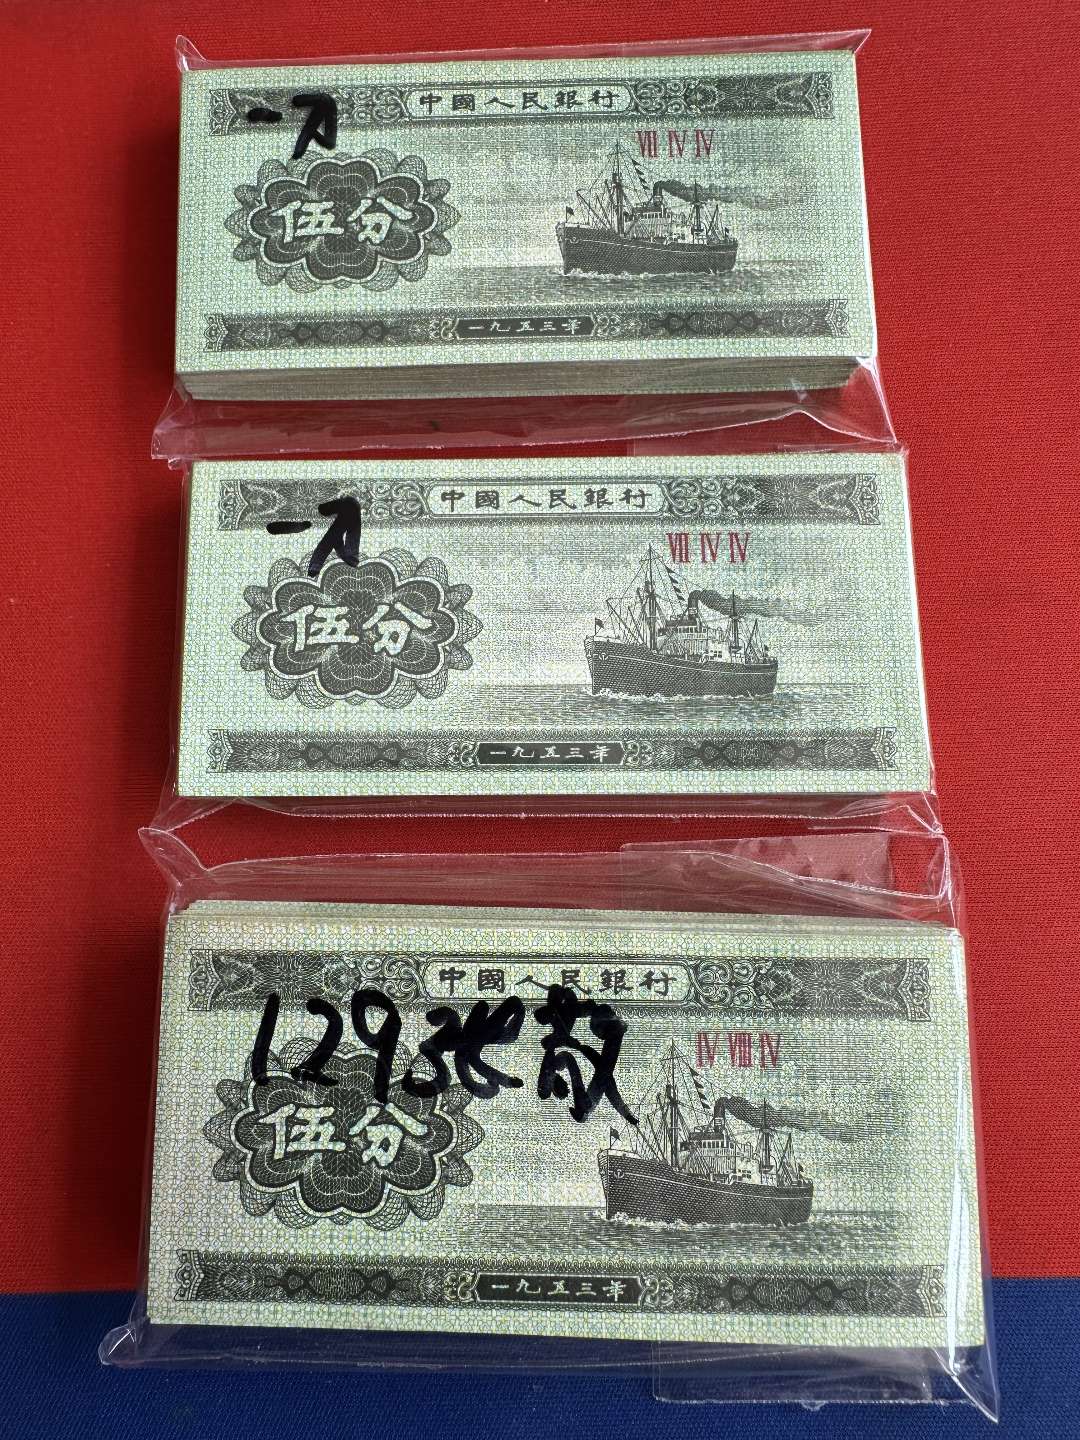 中國人民銀行
一刀
Ⅶ Ⅳ Ⅳ
伍分
一九五三年
中國人民銀行
一刀
Ⅶ Ⅳ Ⅳ
伍分
一九五三年
中國人民銀行
129张散
Ⅳ Ⅷ Ⅳ
伍分
一九五三年